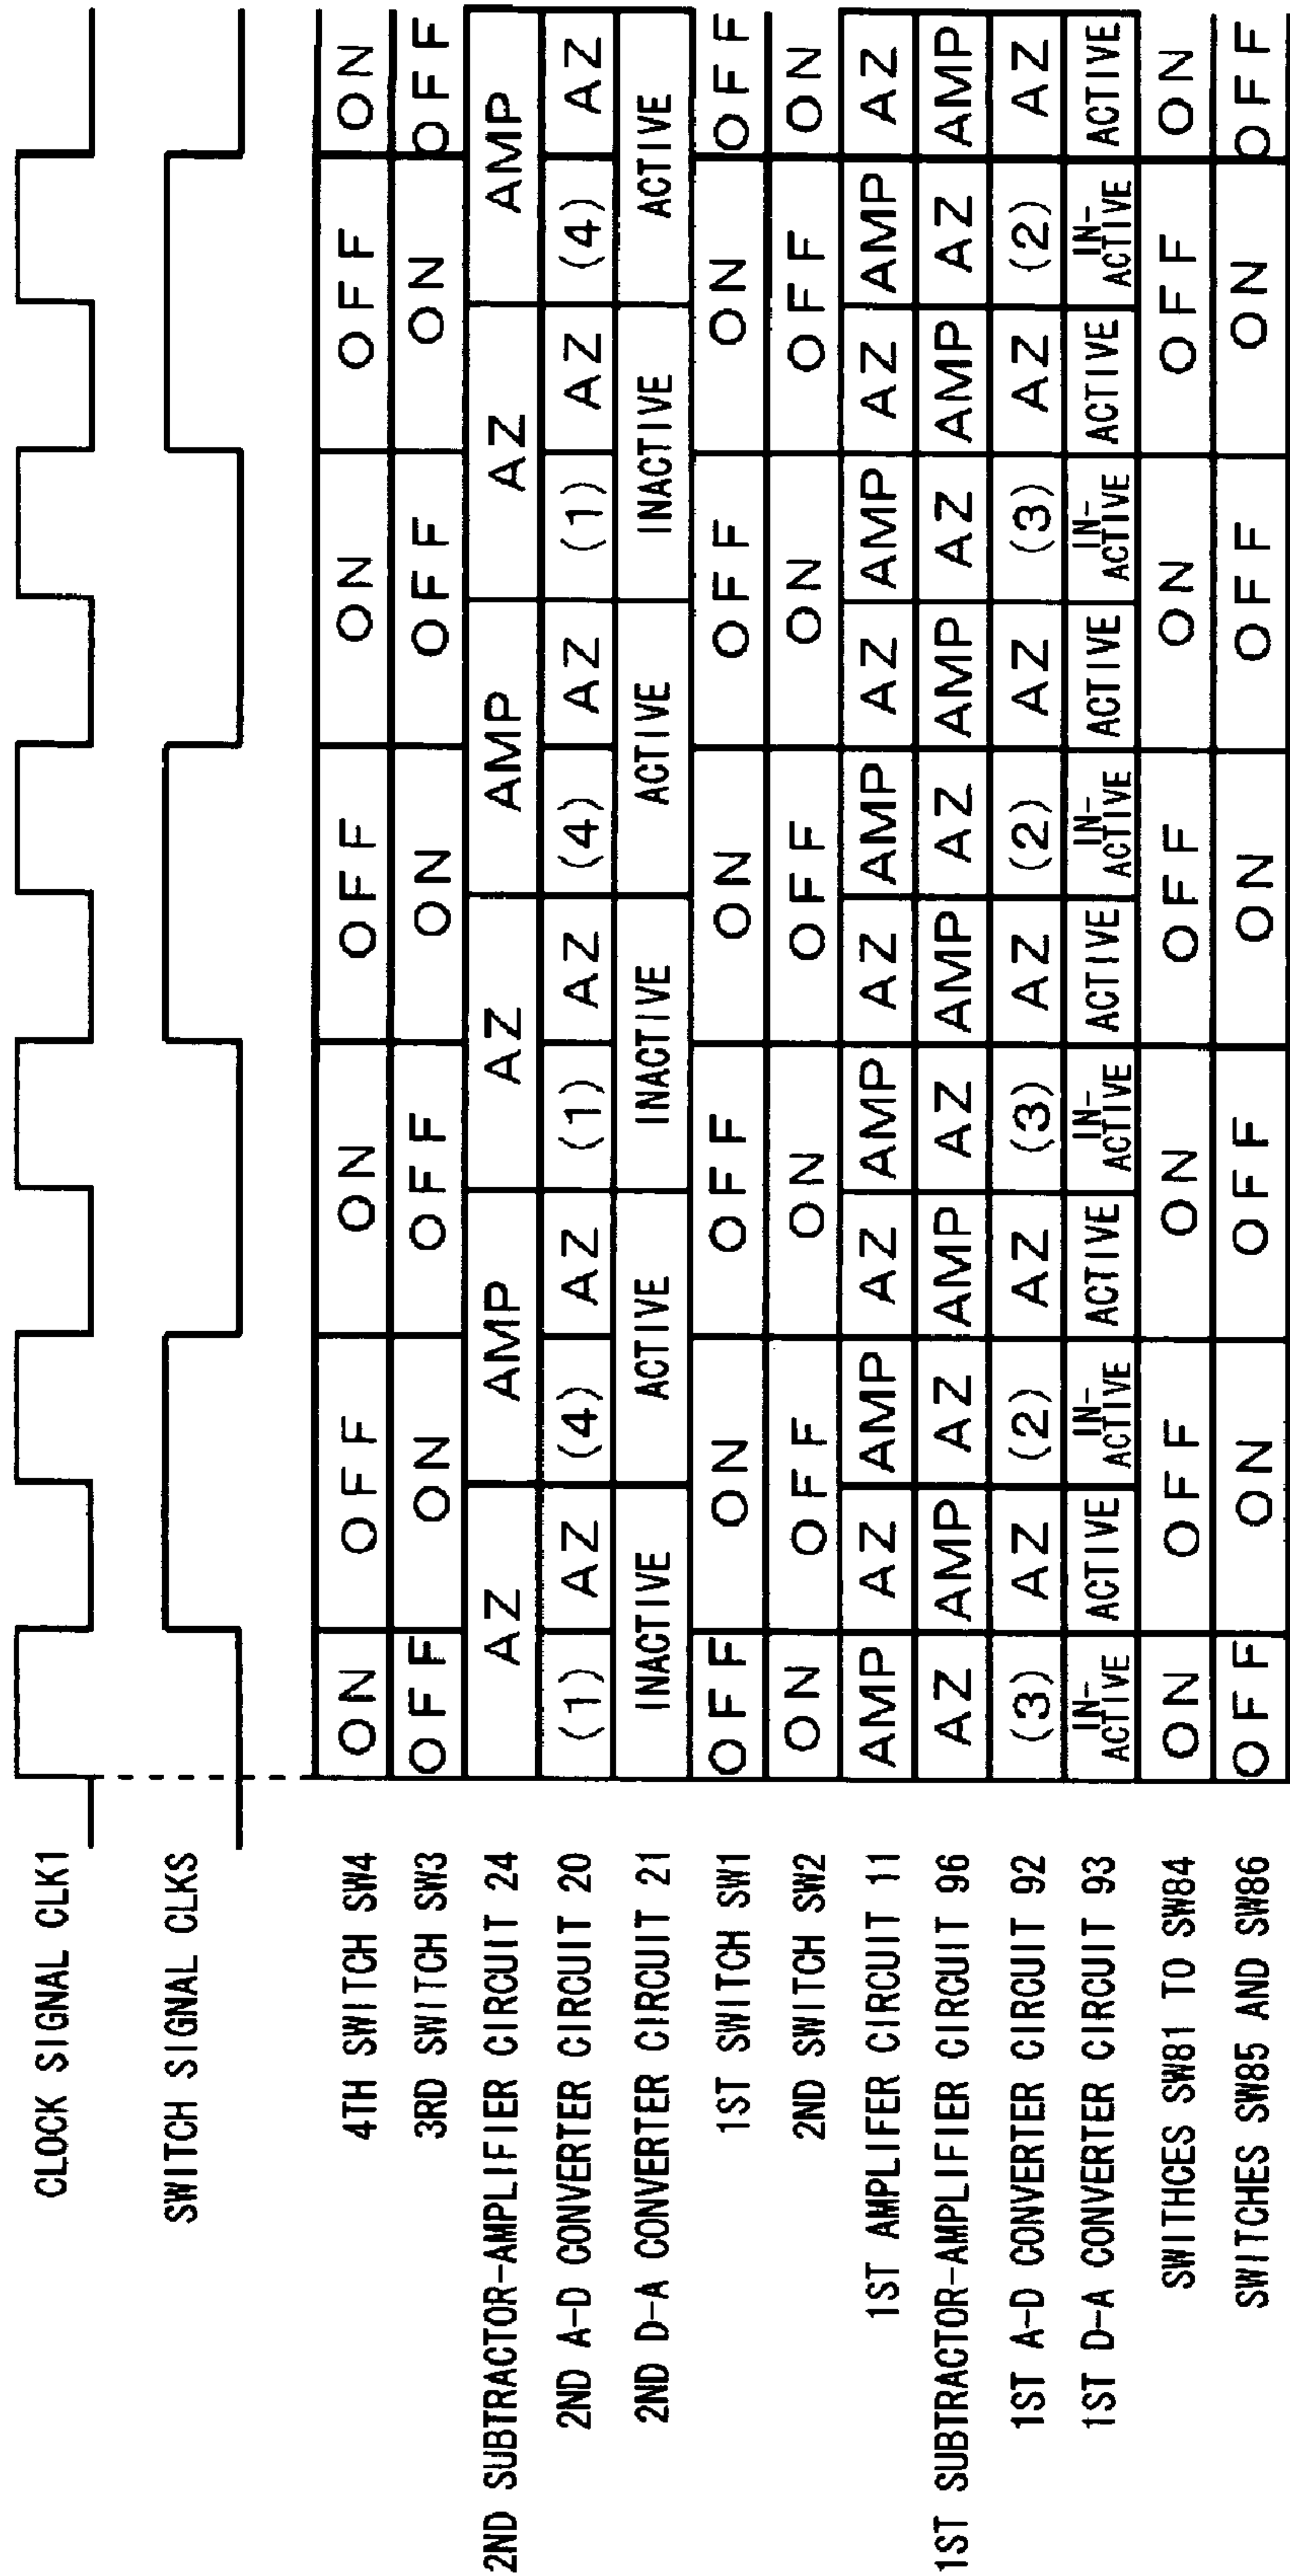 CLOCK SIGNAL CLK1
SWITCH SIGNAL CLKS
4TH SWITCH SW4 ON OFF ON OFF ON OFF ON
3RD SWITCH SW3 OFF ON OFF ON OFF ON OFF
2ND SUBTRACTOR-AMPLIFIER CIRCUIT 24 AZ AMP AZ AMP AZ AMP
2ND A-D CONVERTER CIRCUIT 20 (1) AZ (4) AZ (1) AZ (4) AZ (1) AZ (4) AZ
2ND D-A CONVERTER CIRCUIT 21 INACTIVE ACTIVE INACTIVE ACTIVE INACTIVE ACTIVE
1ST SWITCH SW1 OFF ON OFF ON OFF ON OFF
2ND SWITCH SW2 ON OFF ON OFF ON OFF ON
1ST AMPLIFER CIRCUIT 11 AMP AZ AMP AZ AMP AZ AMP AZ AMP AZ AMP AZ
1ST SUBTRACTOR-AMPLIFIER CIRCUIT 96 AZ AMP AZ AMP AZ AMP AZ AMP AZ AMP AZ AMP
1ST A-D CONVERTER CIRCUIT 92 (3) AZ (2) AZ (3) AZ (2) AZ (3) AZ (2) AZ
1ST D-A CONVERTER CIRCUIT 93 IN-ACTIVE ACTIVE IN-ACTIVE ACTIVE IN-ACTIVE ACTIVE IN-ACTIVE ACTIVE IN-ACTIVE ACTIVE IN-ACTIVE ACTIVE
SWITHCES SW81 TO SW84 ON OFF ON OFF ON OFF ON
SWITCHES SW85 AND SW86 OFF ON OFF ON OFF ON OFF